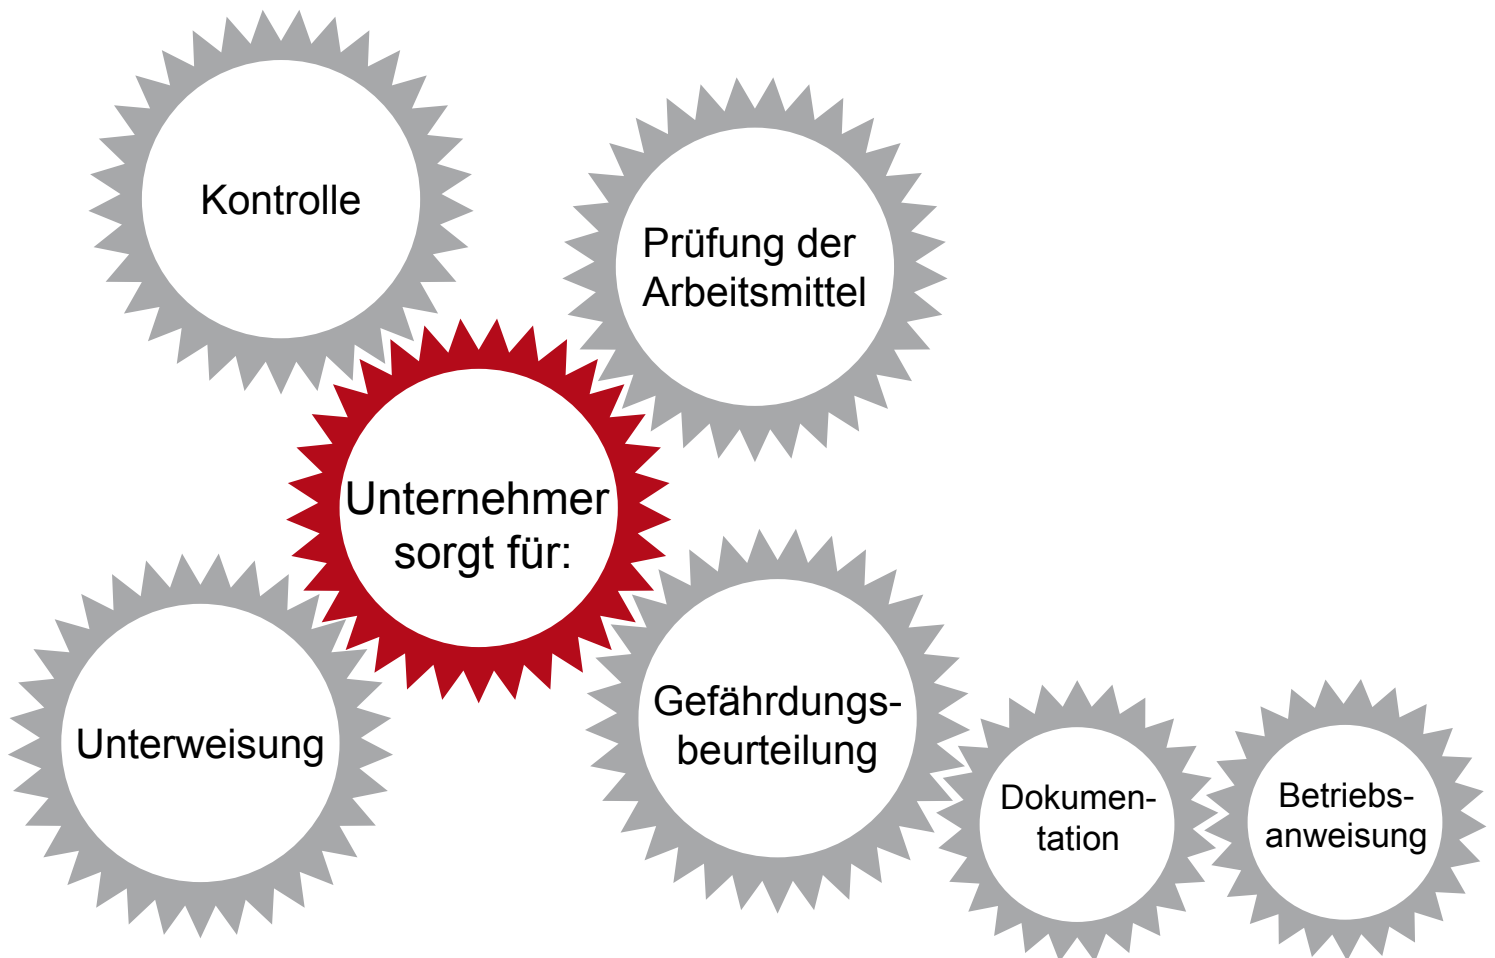 Kontrolle
Prüfung der
Arbeitsmittel
Unternehmer
sorgt für:
Unterweisung
Gefährdungs-
beurteilung
Dokumen-
tation
Betriebs-
anweisung